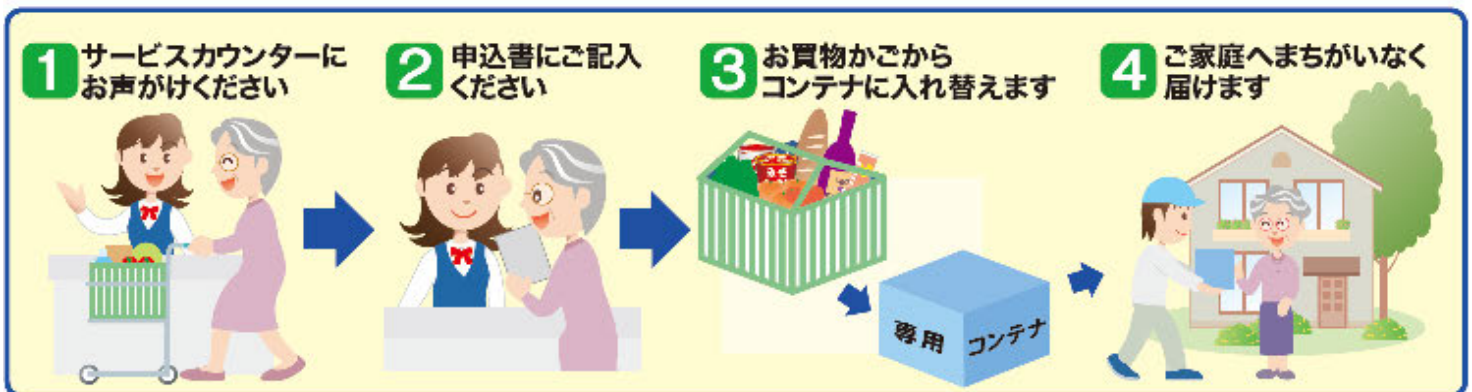 1 サービスカウンターに
お声がけください
2 申込書にご記入
ください
3 お買物かごから
コンテナに入れ替えます
4 ご家庭へまちがいなく
届けます
専用 コンテナ